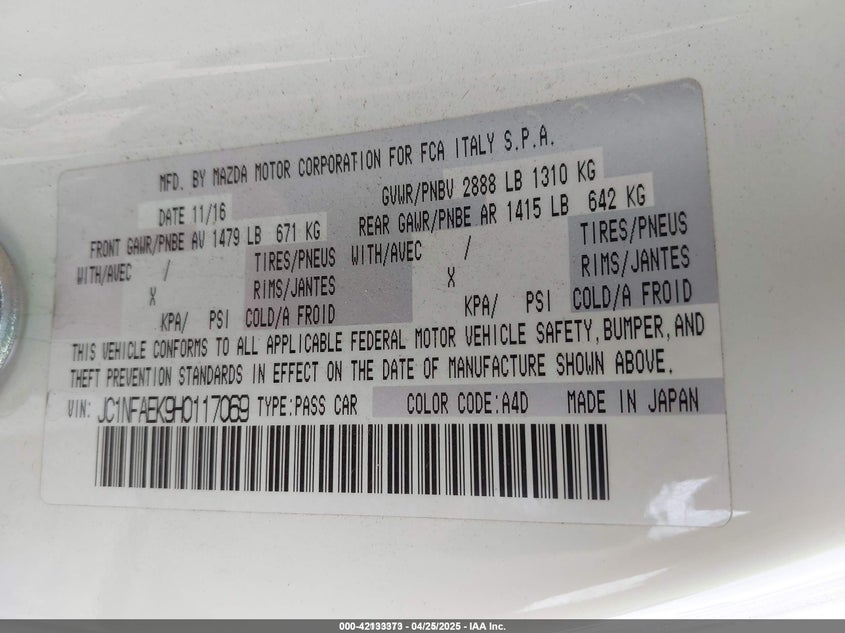 MFD. BY MAZDA MOTOR CORPORATION FOR FCA ITALY S.P.A.
DATE 11/16 GVWR/PNBV 2888 LB 1310 KG
FRONT GAWR/PNBE AV 1479 LB 671 KG REAR GAWR/PNBE AR 1415 LB 642 KG
WITH/AVEC / TIRES/PNEUS WITH/AVEC / TIRES/PNEUS
X RIMS/JANTES X RIMS/JANTES
KPA/ PSI COLD/A FROID KPA/ PSI COLD/A FROID
THIS VEHICLE CONFORMS TO ALL APPLICABLE FEDERAL MOTOR VEHICLE SAFETY, BUMPER, AND
THEFT PREVENTION STANDARDS IN EFFECT ON THE DATE OF MANUFACTURE SHOWN ABOVE.
VIN: JC1NFAEK9H0117069 TYPE: PASS CAR COLOR CODE: A4D MADE IN JAPAN
000-42133373 - 04/25/2025 - IAA Inc.